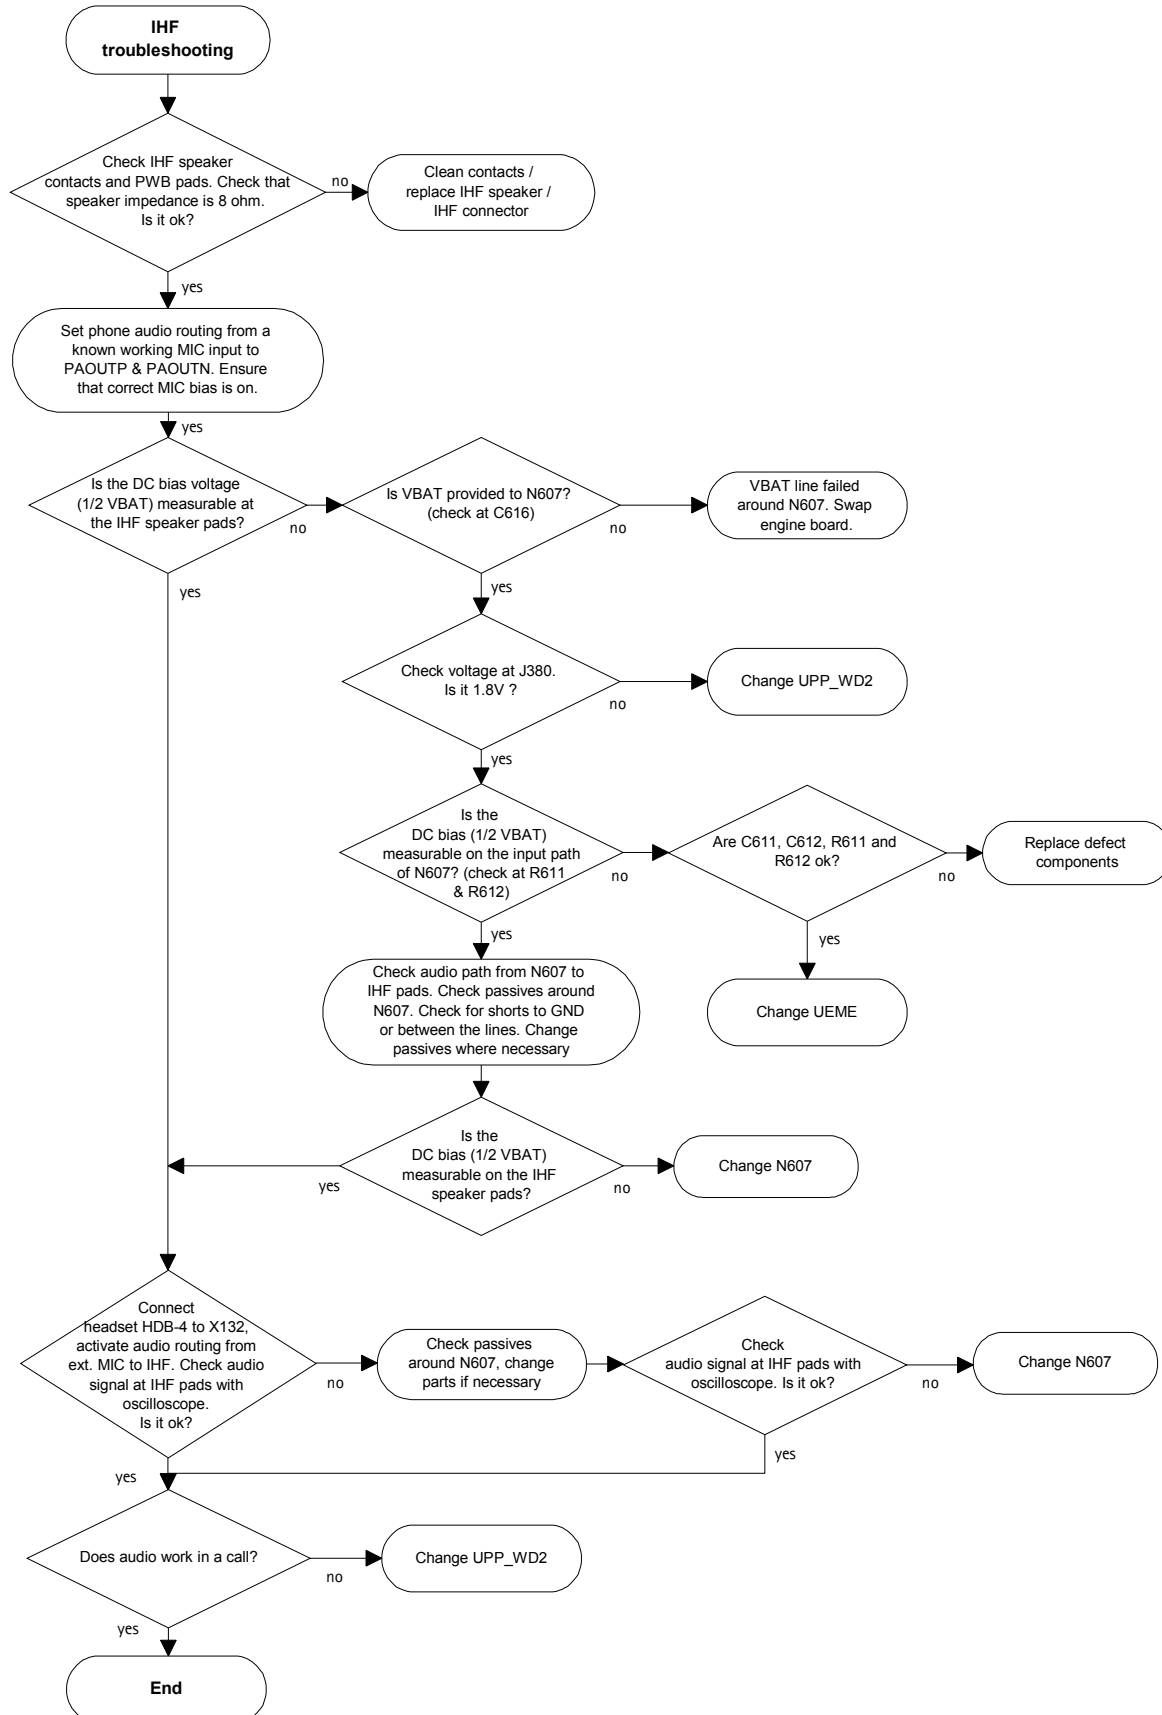 IHF
troubleshooting
Check IHF speaker
contacts and PWB pads. Check that
speaker impedance is 8 ohm.
Is it ok?
no
Clean contacts /
replace IHF speaker /
IHF connector
yes
Set phone audio routing from a
known working MIC input to
PAOUTP & PAOUTN. Ensure
that correct MIC bias is on.
yes
Is the DC bias voltage
(1/2 VBAT) measurable at
the IHF speaker pads?
no
Is VBAT provided to N607?
(check at C616)
no
VBAT line failed
around N607. Swap
engine board.
yes
yes
Check voltage at J380.
Is it 1.8V ?
no
Change UPP_WD2
yes
Is the
DC bias (1/2 VBAT)
measurable on the input path
of N607? (check at R611
& R612)
no
Are C611, C612, R611 and
R612 ok?
no
Replace defect
components
yes
yes
Change UEME
Check audio path from N607 to
IHF pads. Check passives around
N607. Check for shorts to GND
or between the lines. Change
passives where necessary
Is the
DC bias (1/2 VBAT)
measurable on the IHF
speaker pads?
yes
no
Change N607
Connect
headset HDB-4 to X132,
activate audio routing from
ext. MIC to IHF. Check audio
signal at IHF pads with
oscilloscope.
Is it ok?
no
Check passives
around N607, change
parts if necessary
Check
audio signal at IHF pads with
oscilloscope. Is it ok?
no
Change N607
yes
yes
Does audio work in a call?
no
Change UPP_WD2
yes
End